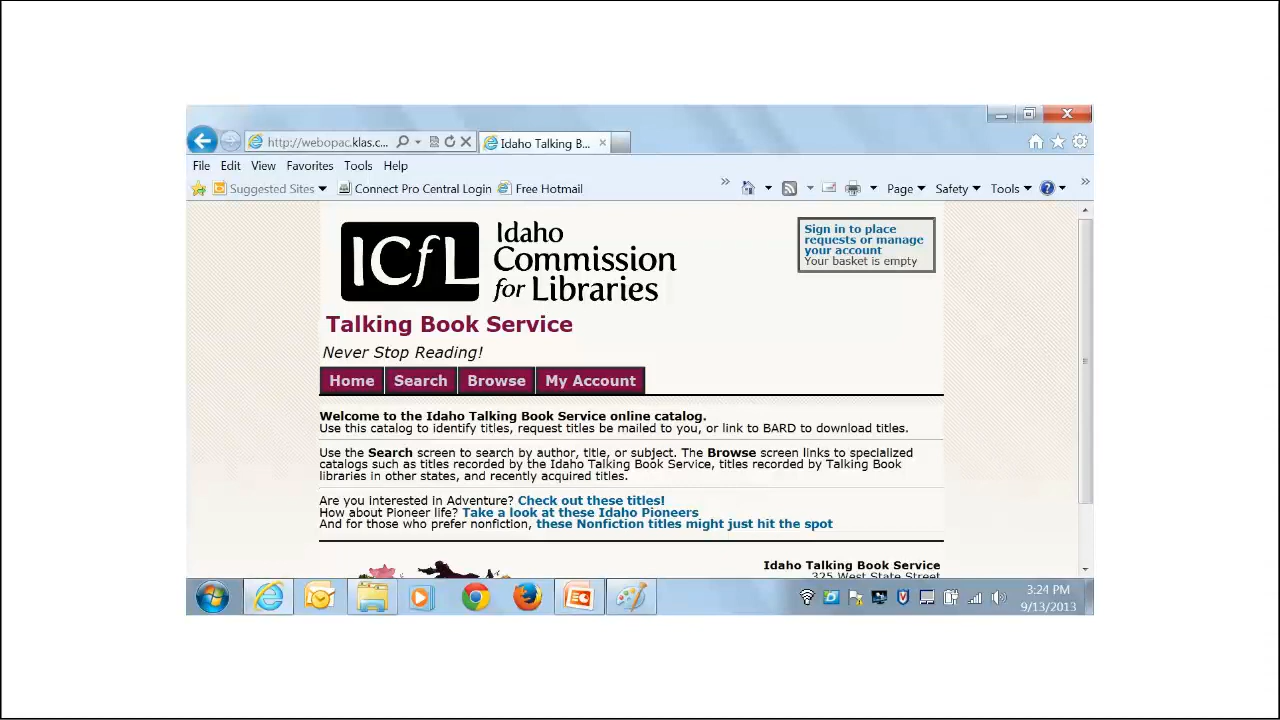 http://webopac.klas.c...
Idaho Talking B...
File Edit View Favorites Tools Help
Suggested Sites Connect Pro Central Login Free Hotmail Page Safety Tools
ICfL Idaho Commission for Libraries
Sign in to place
requests or manage
your account
Your basket is empty
Talking Book Service
Never Stop Reading!
Home Search Browse My Account
Welcome to the Idaho Talking Book Service online catalog.
Use this catalog to identify titles, request titles be mailed to you, or link to BARD to download titles.
Use the Search screen to search by author, title, or subject. The Browse screen links to specialized
catalogs such as titles recorded by the Idaho Talking Book Service, titles recorded by Talking Book
libraries in other states, and recently acquired titles.
Are you interested in Adventure? Check out these titles!
How about Pioneer life? Take a look at these Idaho Pioneers
And for those who prefer nonfiction, these Nonfiction titles might just hit the spot
Idaho Talking Book Service
325 West State Street
3:24 PM
9/13/2013